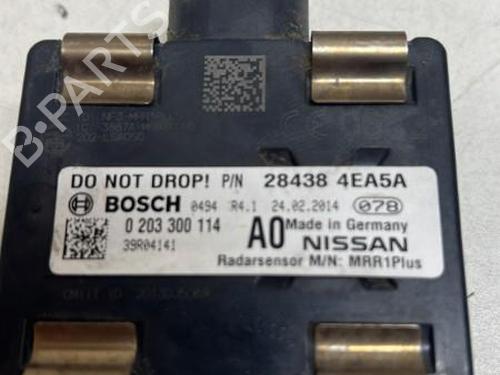 DO NOT DROP! P/N 28438 4EA5A
BOSCH 0494 R4.1 24.02.2014 078
0 203 300 114 A0 Made in Germany
39R04141 NISSAN
Radarsensor M/N: MRR1Plus